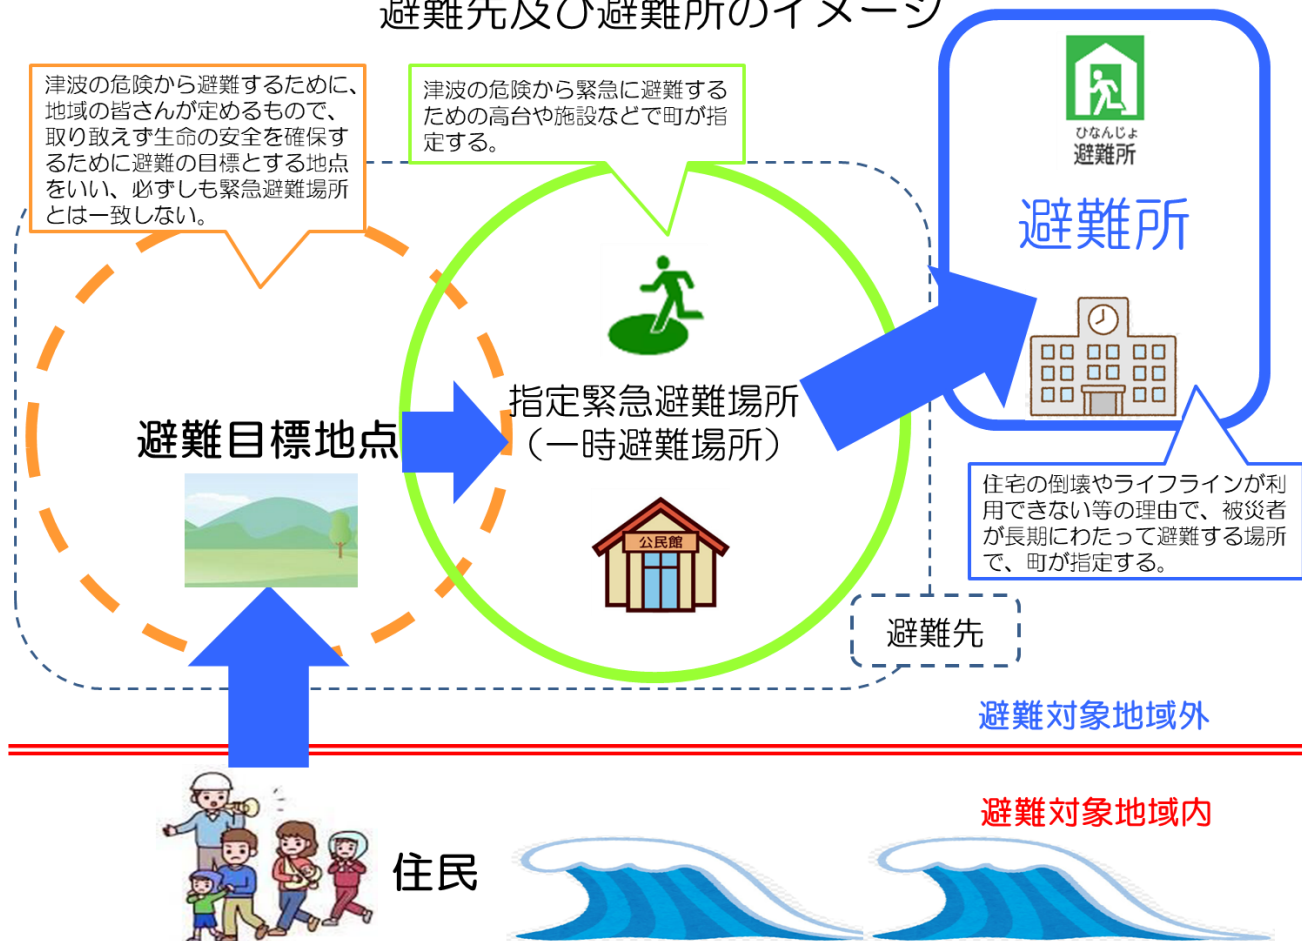 避難先及び避難所のイメージ
津波の危険から避難するために、
地域の皆さんが定めるもので、
取り敢えず生命の安全を確保す
るために避難の目標とする地点
をいい、必ずしも緊急避難場所
とは一致しない。
津波の危険から緊急に避難する
ための高台や施設などで町が指
定する。
ひなんじょ
避難所
避難所
避難目標地点
指定緊急避難場所
（一時避難場所）
公民館
住宅の倒壊やライフラインが利
用できない等の理由で、被災者
が長期にわたって避難する場所
で、町が指定する。
避難先
避難対象地域外
避難対象地域内
住民